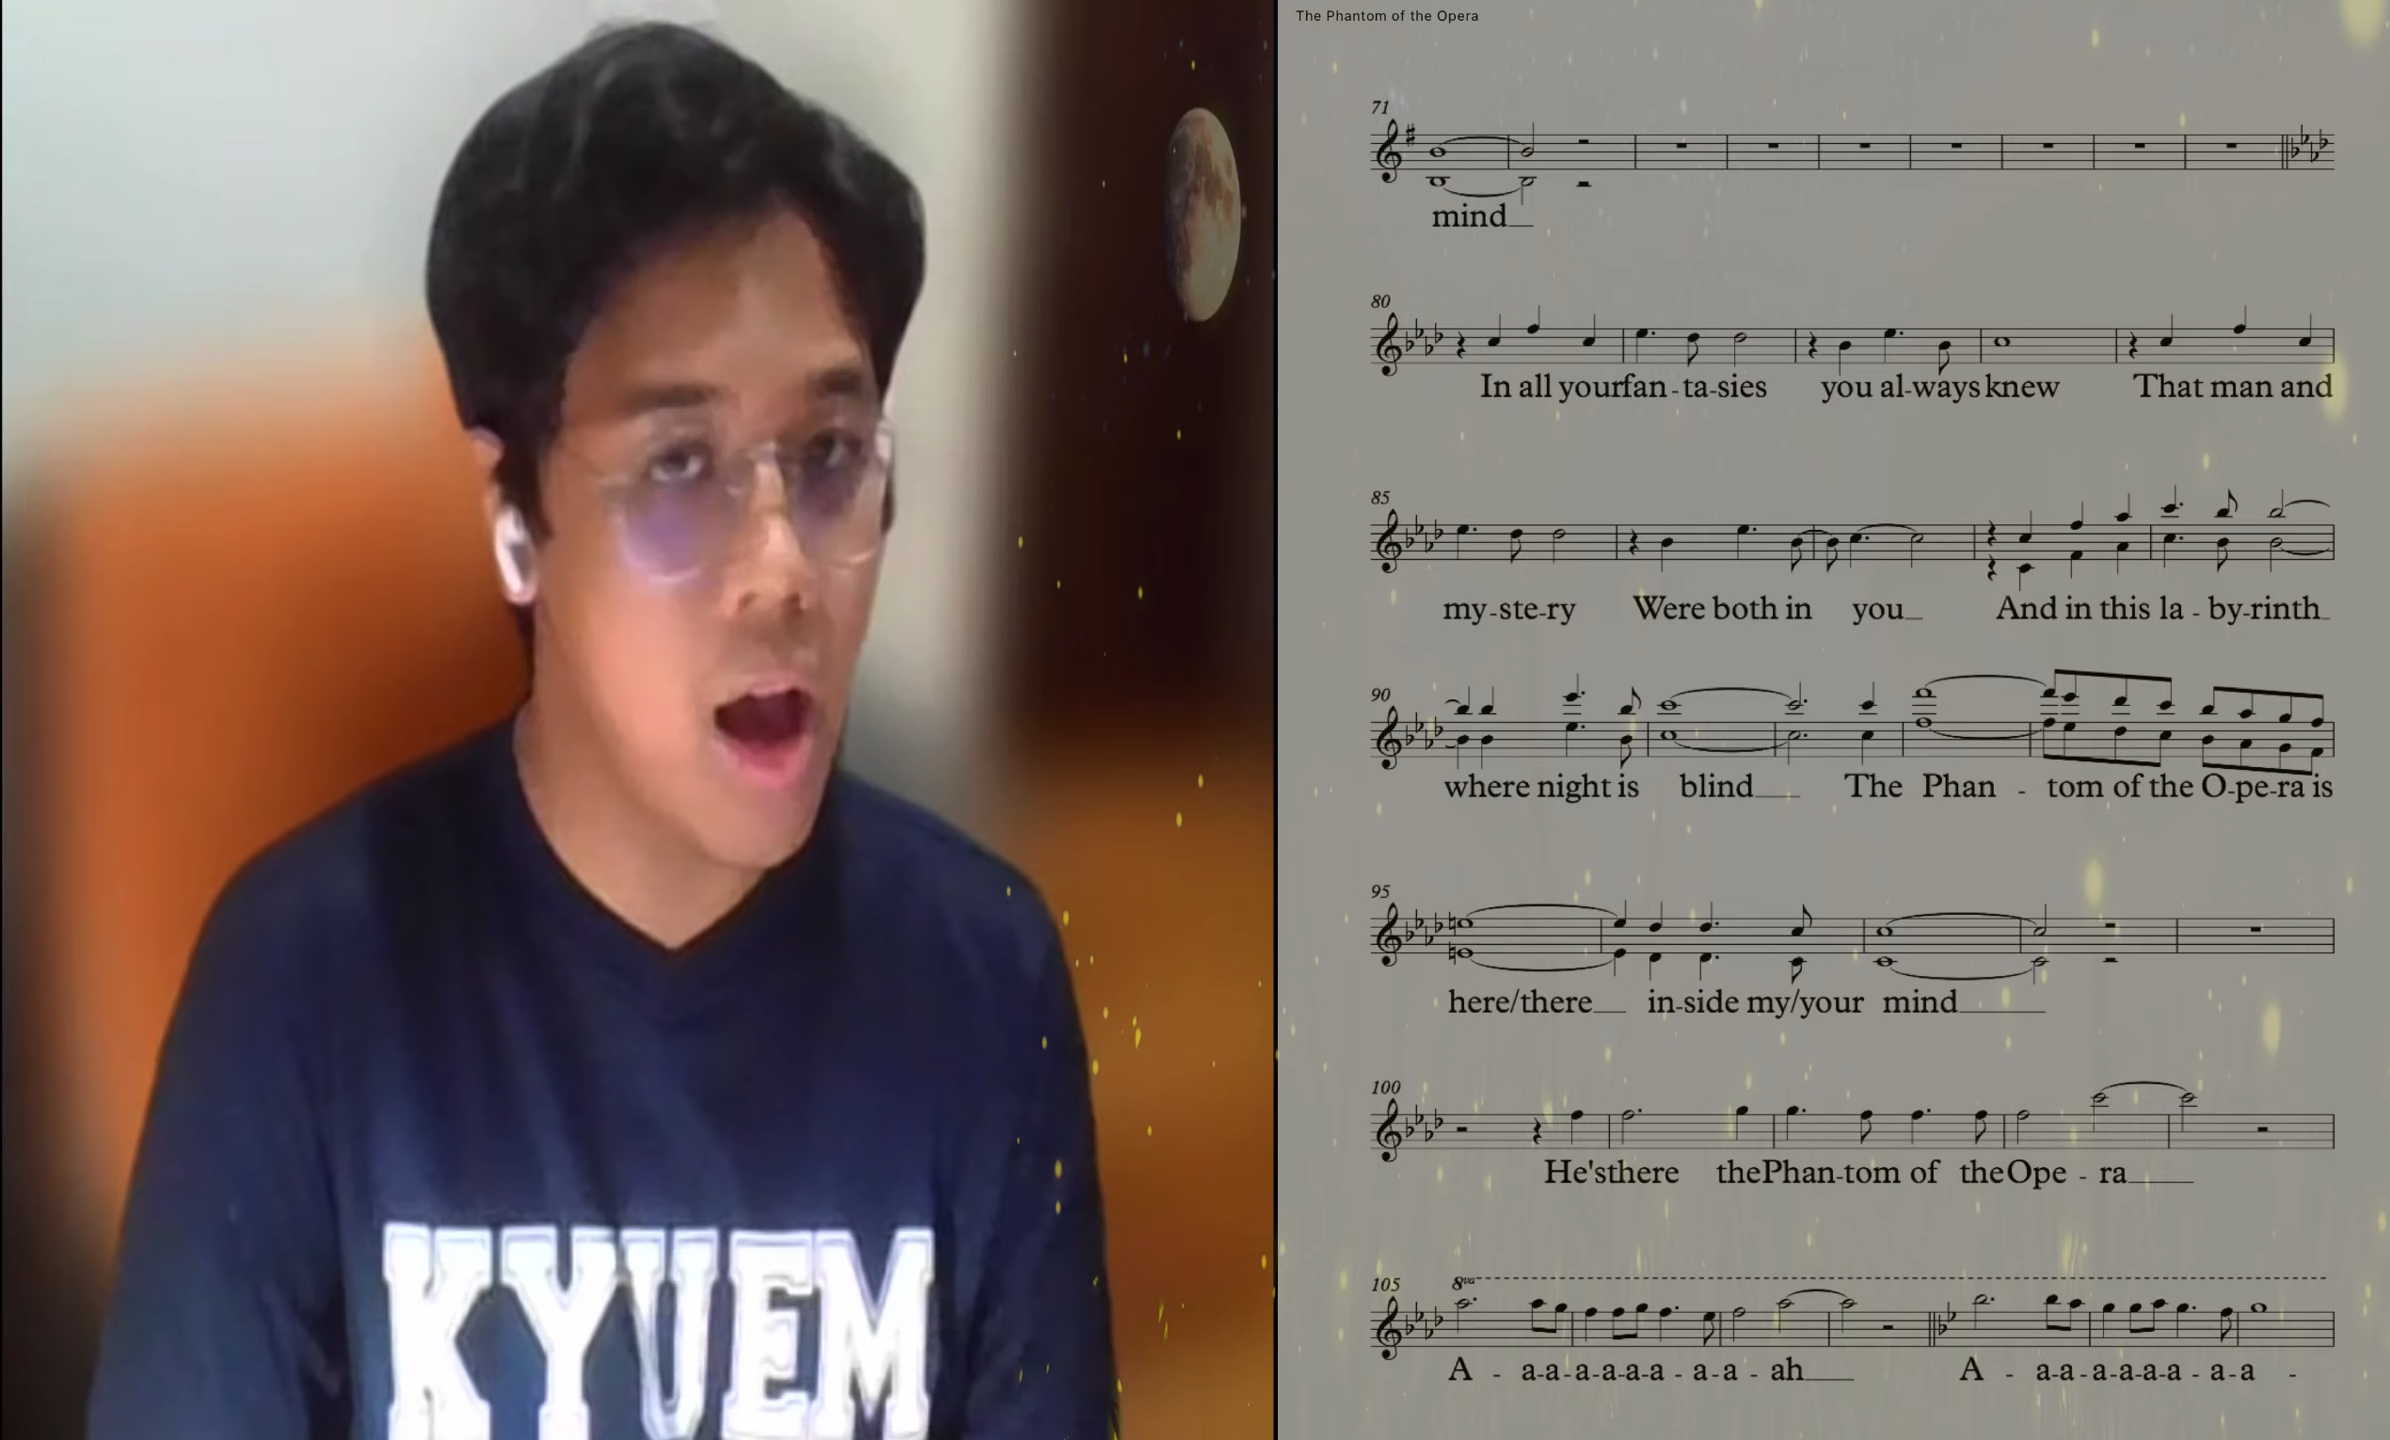 KYUEM
The Phantom of the Opera
71
mind
80
In all your fan-ta-sies you al-ways knew That man and
85
my-ste-ry Were both in you And in this la-by-rinth
90
where night is blind The Phan-tom of the O-pe-ra is
95
here/there in-side my/your mind
100
He's there the Phan-tom of the Ope-ra
105
8va
A-aa-a-a-a-a-a-a-a-ah A-a-a-a-a-a-a-a-a-